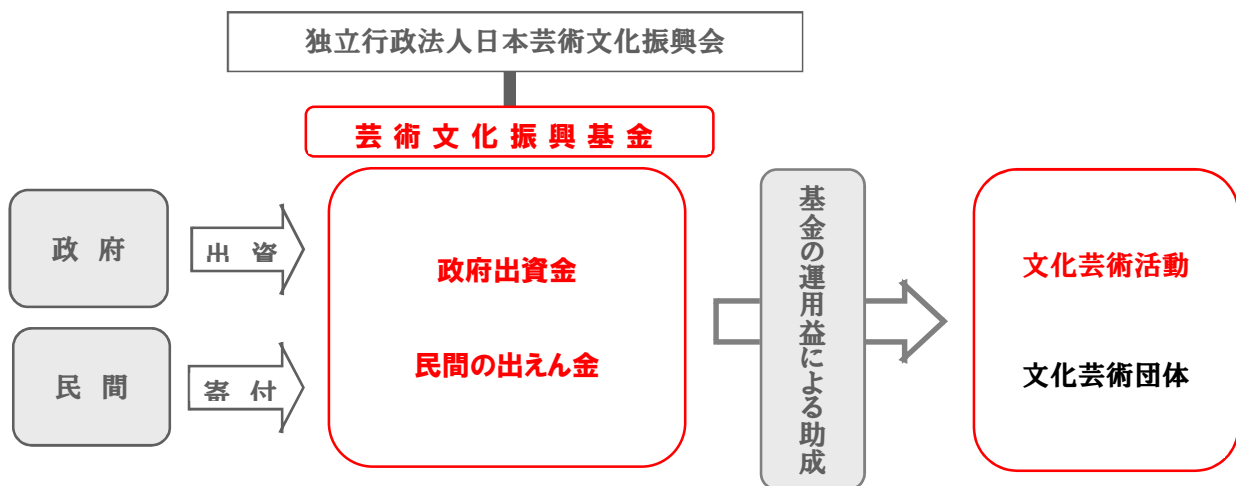 独立行政法人日本芸術文化振興会
芸術文化振興基金
政府
出資
政府出資金
民間
寄付
民間の出えん金
基金の運用益による助成
文化芸術活動
文化芸術団体